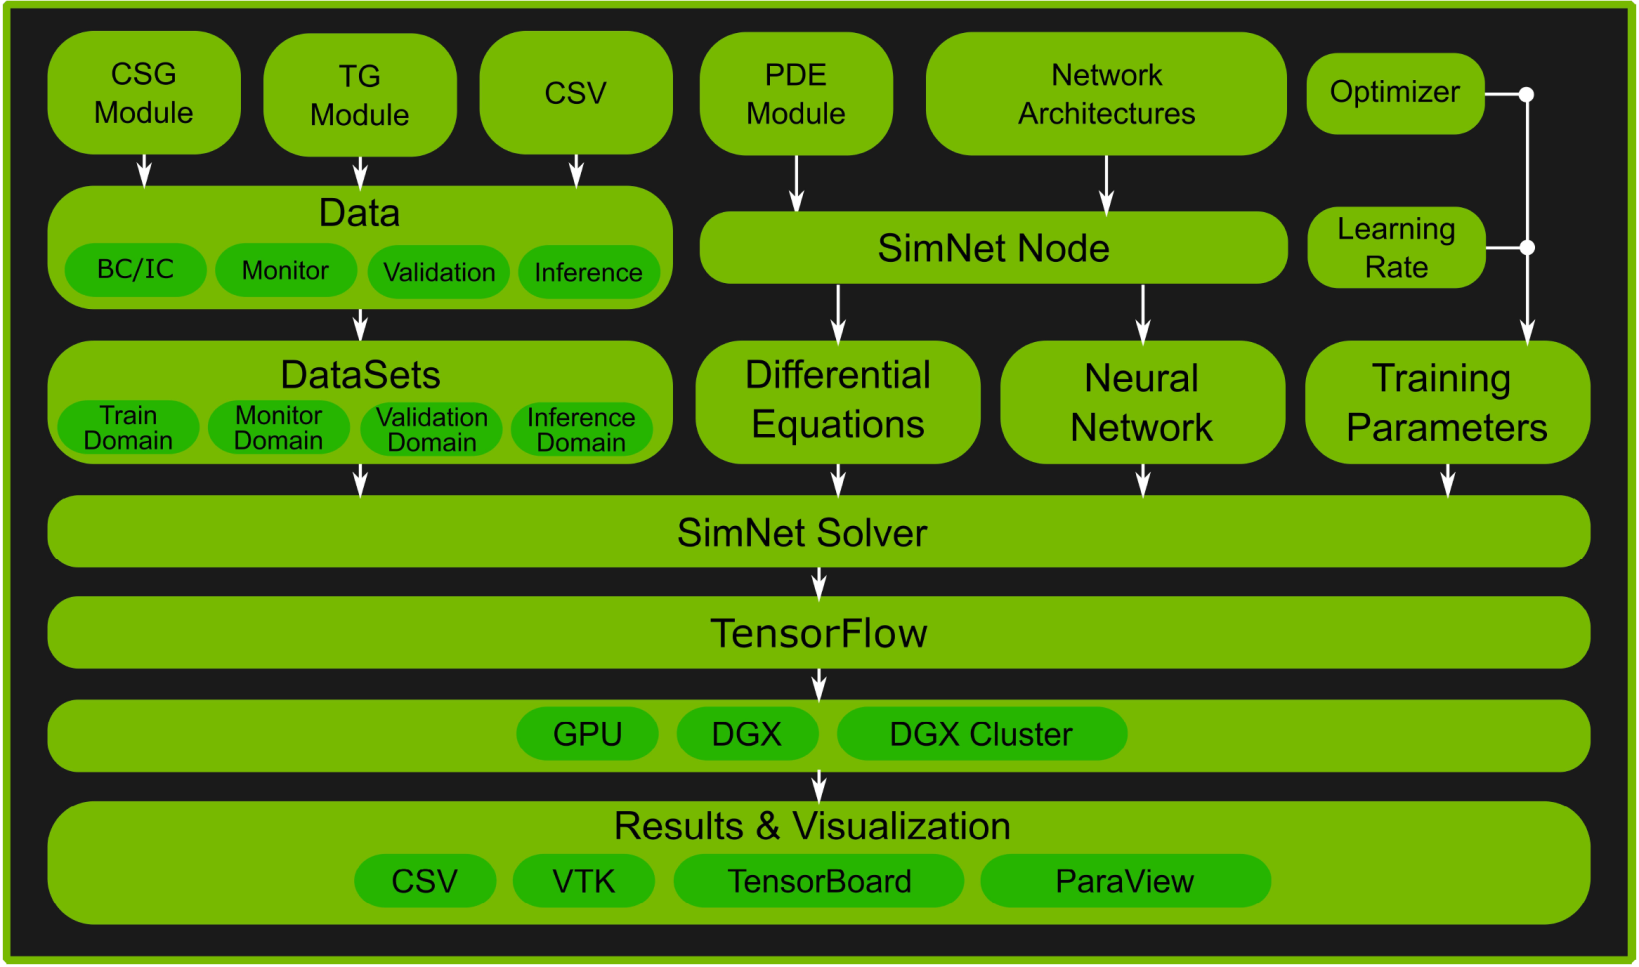 CSG
Module
TG
Module
CSV
PDE
Module
Network
Architectures
Optimizer
Data
BC/IC
Monitor
Validation
Inference
SimNet Node
Learning
Rate
DataSets
Train
Domain
Monitor
Domain
Validation
Domain
Inference
Domain
Differential
Equations
Neural
Network
Training
Parameters
SimNet Solver
TensorFlow
GPU
DGX
DGX Cluster
Results & Visualization
CSV
VTK
TensorBoard
ParaView